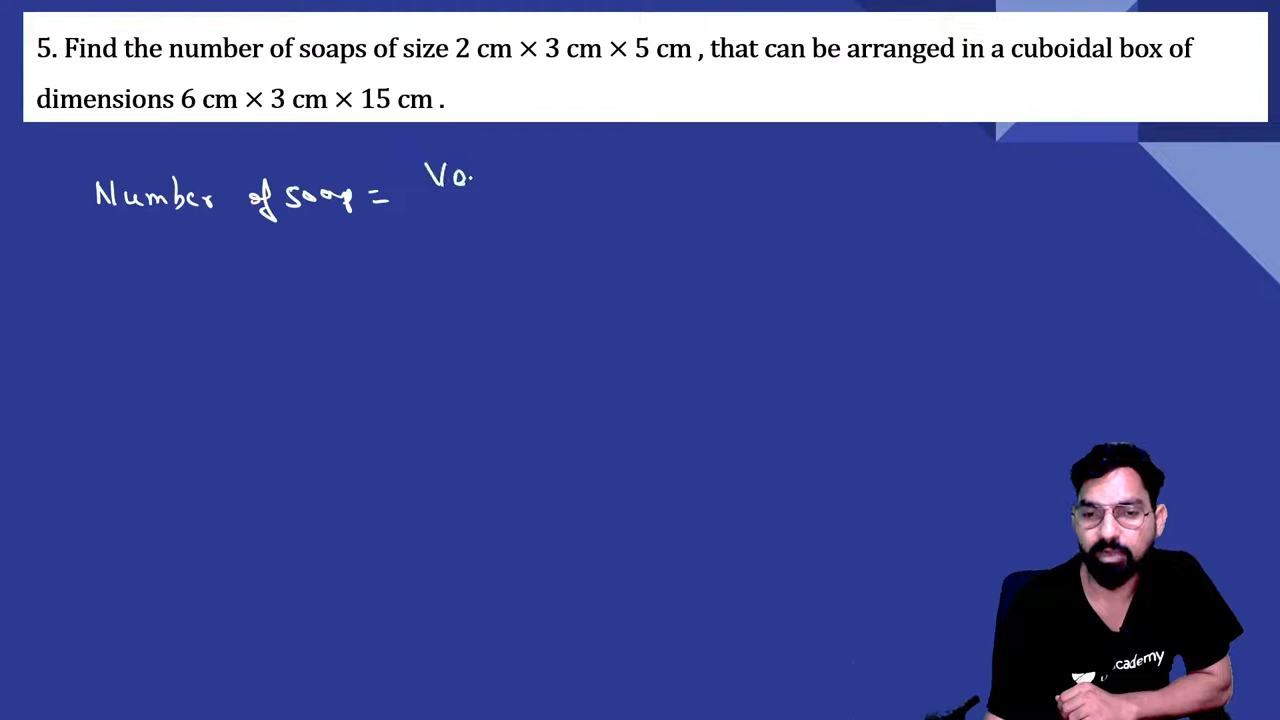 5. Find the number of soaps of size 2 cm × 3 cm × 5 cm , that can be arranged in a cuboidal box of
dimensions 6 cm × 3 cm × 15 cm .
Number of soap = Vo